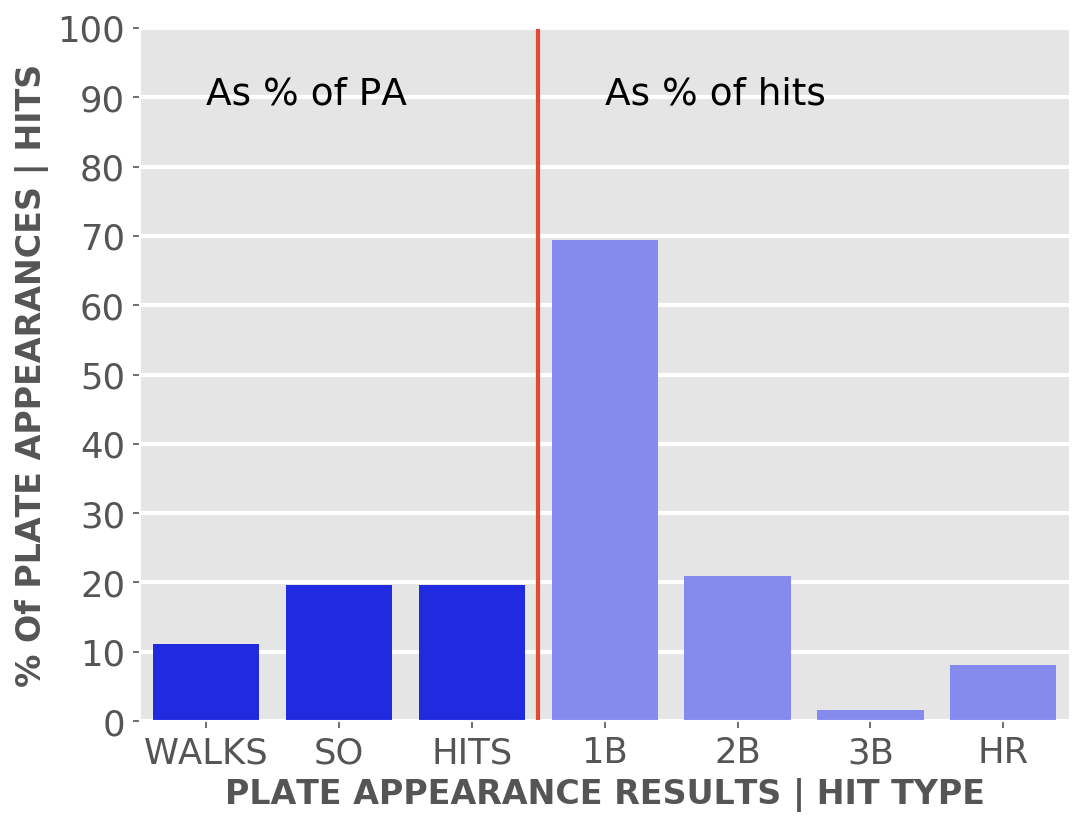 % Of PLATE APPEARANCES | HITS
100
90
80
70
60
50
40
30
20
10
0
As % of PA
As % of hits
WALKS SO HITS 1B 2B 3B HR
PLATE APPEARANCE RESULTS | HIT TYPE